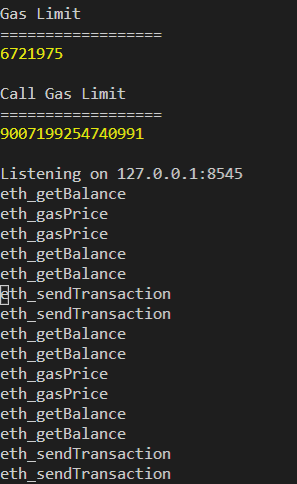 Gas Limit
==================
6721975
Call Gas Limit
==================
9007199254740991
Listening on 127.0.0.1:8545
eth_getBalance
eth_gasPrice
eth_gasPrice
eth_getBalance
eth_getBalance
eth_sendTransaction
eth_sendTransaction
eth_getBalance
eth_getBalance
eth_gasPrice
eth_gasPrice
eth_getBalance
eth_getBalance
eth_sendTransaction
eth_sendTransaction